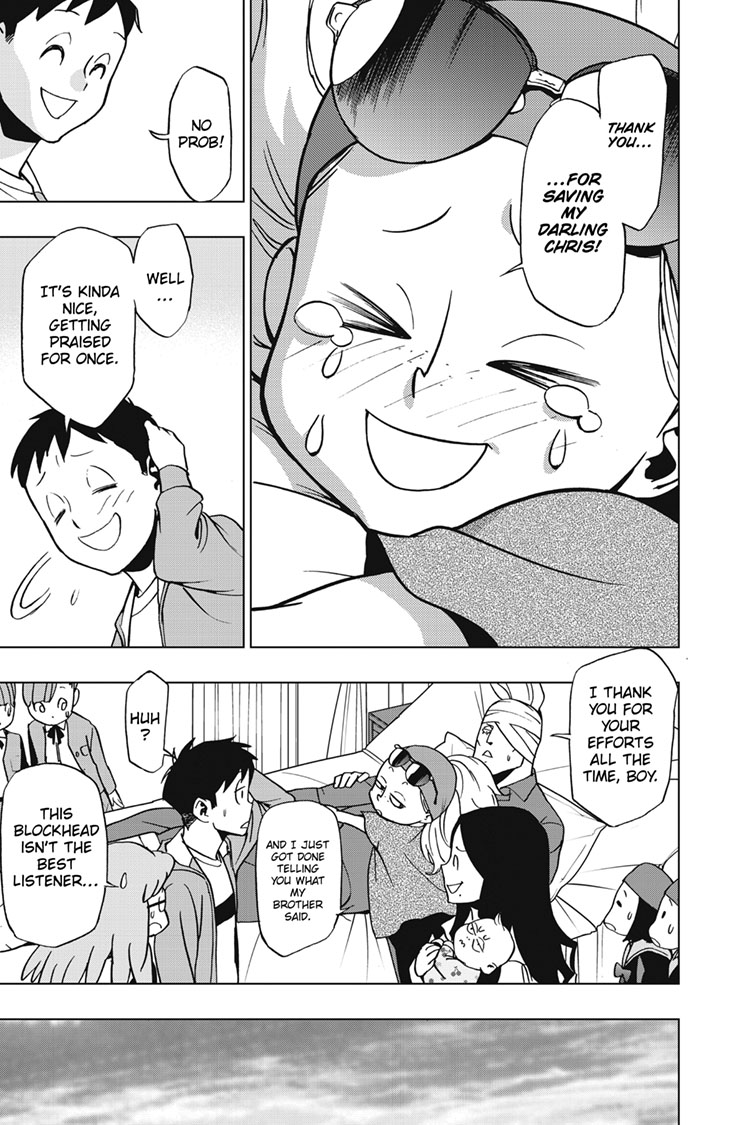 THANK
YOU...
...FOR
SAVING
MY
DARLING
CHRIS!
NO
PROB!
WELL
...
IT'S KINDA
NICE,
GETTING
PRAISED
FOR ONCE.
I THANK
YOU FOR
YOUR
EFFORTS
ALL THE
TIME, BOY.
HUH
?
AND I JUST
GOT DONE
TELLING
YOU WHAT
MY
BROTHER
SAID.
THIS
BLOCKHEAD
ISN'T THE
BEST
LISTENER...